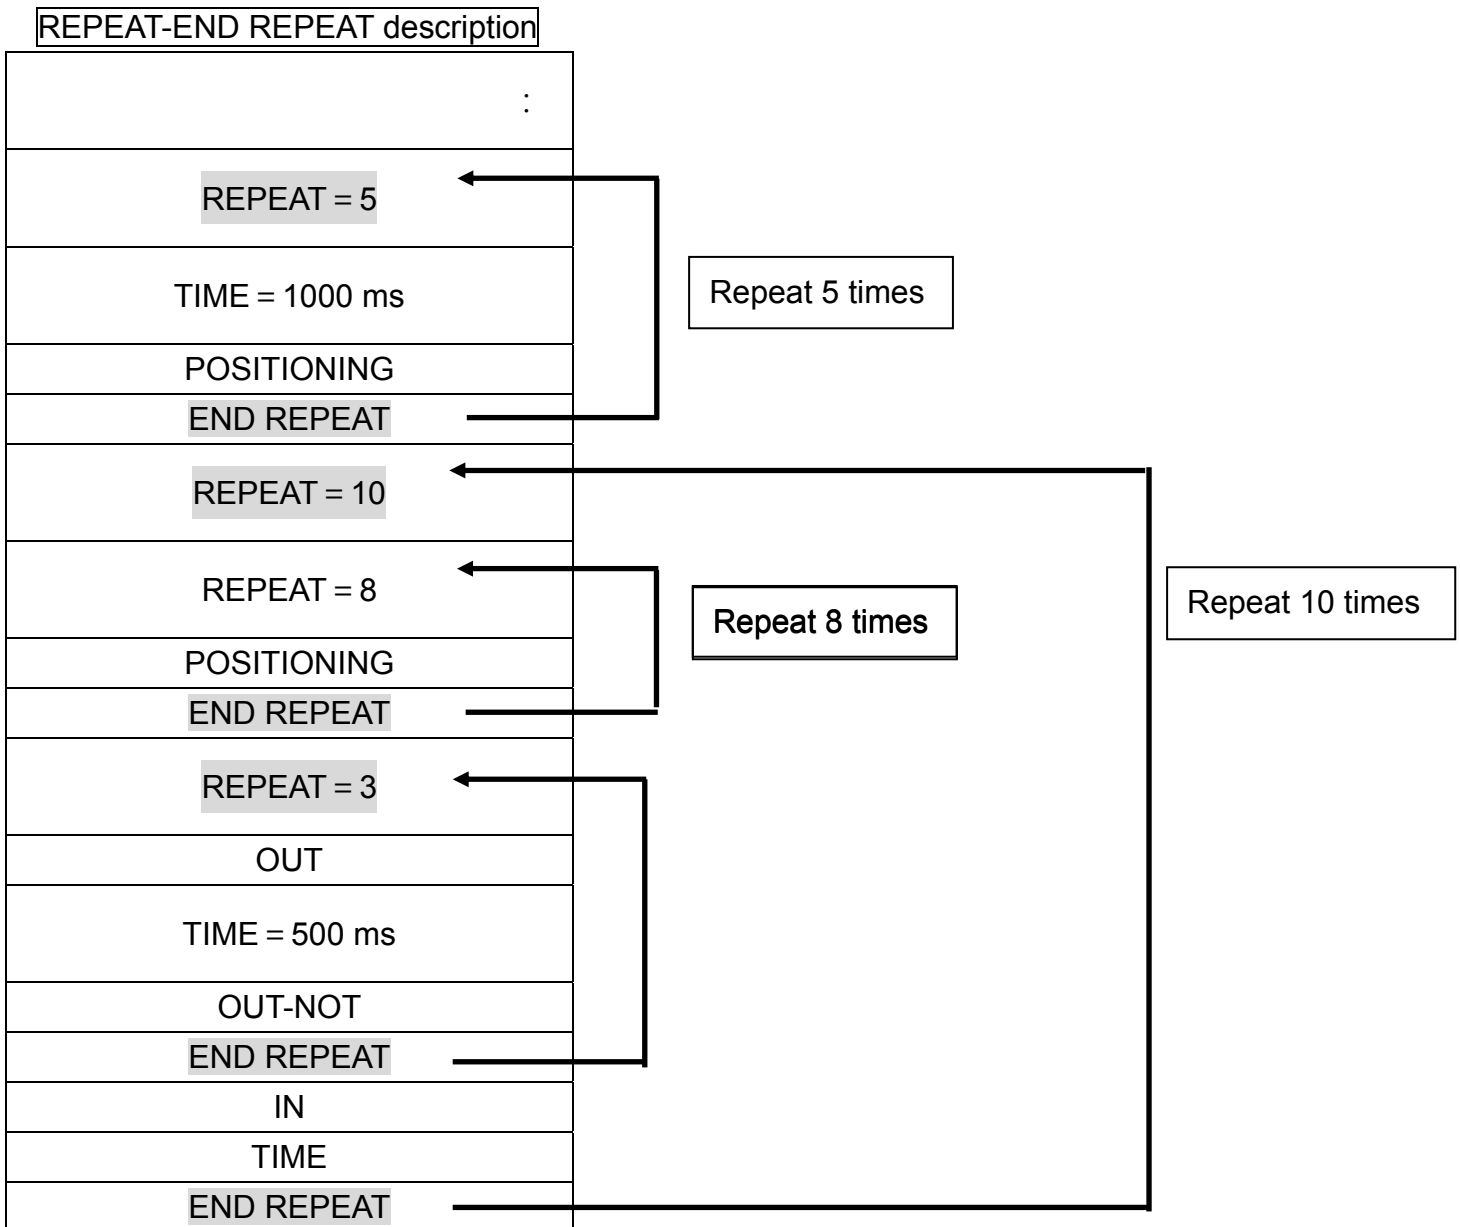 REPEAT-END REPEAT description
:
REPEAT = 5
TIME = 1000 ms
Repeat 5 times
POSITIONING
END REPEAT
REPEAT = 10
REPEAT = 8
Repeat 8 times
Repeat 10 times
POSITIONING
END REPEAT
REPEAT = 3
OUT
TIME = 500 ms
OUT-NOT
END REPEAT
IN
TIME
END REPEAT